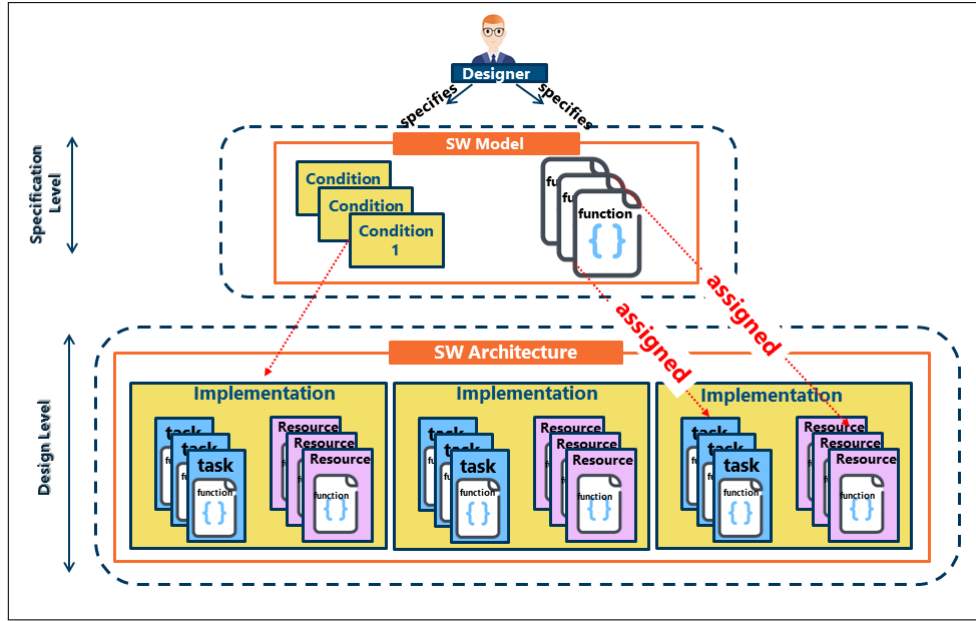 Designer
specifies
specifies
SW Model
Specification
Level
Condition
Condition
Condition
1
fu
fu
function
{ }
assigned
assigned
SW Architecture
Design Level
Implementation
task
task
task
function
{ }
Resource
Resource
Resource
function
{ }
Implementation
task
task
task
function
{ }
Resource
Resource
Resource
function
{ }
Implementation
task
task
task
function
{ }
Resource
Resource
Resource
function
{ }